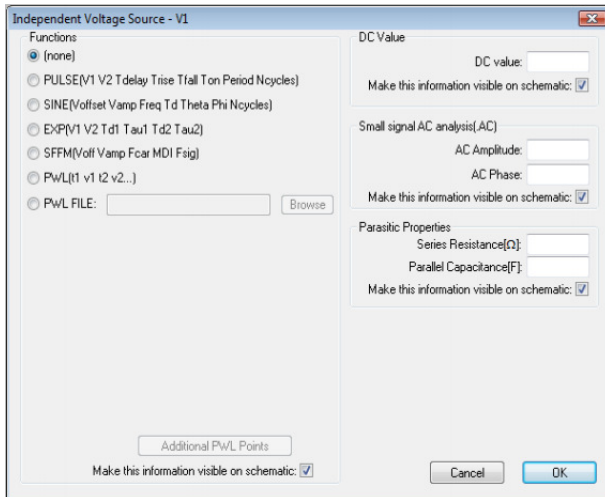 Independent Voltage Source - V1
Functions
(none)
PULSE(V1 V2 Tdelay Trise Tfall Ton Period Ncycles)
SINE(Voffset Vamp Freq Td Theta Phi Ncycles)
EXP(V1 V2 Td1 Tau1 Td2 Tau2)
SFFM(Voff Vamp Fcar MDI Fsig)
PWL(t1 v1 t2 v2...)
PWL FILE:
Browse
Additional PWL Points
Make this information visible on schematic:
DC Value
DC value:
Make this information visible on schematic:
Small signal AC analysis(.AC)
AC Amplitude:
AC Phase:
Make this information visible on schematic:
Parasitic Properties
Series Resistance[Ω]:
Parallel Capacitance[F]:
Make this information visible on schematic:
Cancel
OK